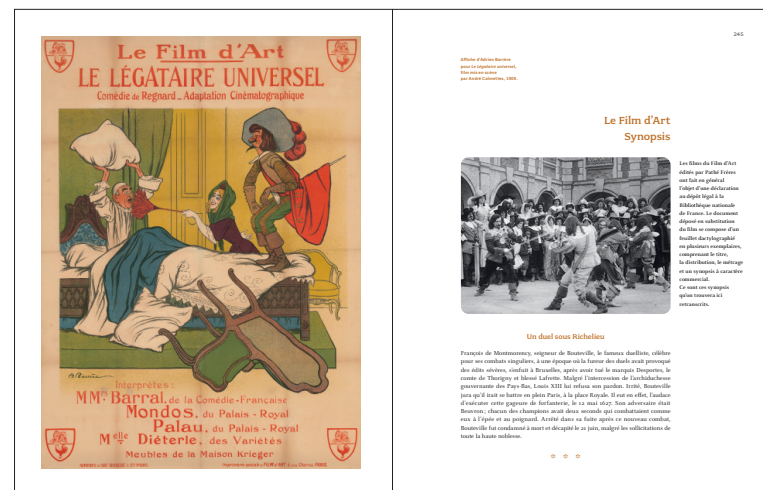 Le Film d'Art
LE LÉGATAIRE UNIVERSEL
Comédie de Regnard _ Adaptation Cinématographique
Interprètes :
MMrs Barral, de la Comédie-Française
Mondos, du Palais - Royal
Palau, du Palais - Royal
Melle Diéterle, des Variétés
Meubles de la Maison Krieger
245
Affiche d'Adrien Barrère
pour Le Légataire universel,
film mis en scène
par André Calmettes, 1909.
Le Film d'Art
Synopsis
Les films du Film d'Art
édités par Pathé Frères
ont fait en général
l'objet d'une déclaration
au dépôt légal à la
Bibliothèque nationale
de France. Le document
déposé en substitution
du film se compose d'un
feuillet dactylographié
en plusieurs exemplaires,
comprenant le titre,
la distribution, le métrage
et un synopsis à caractère
commercial.
Ce sont ces synopsis
qu'on trouvera ici
retranscrits.
Un duel sous Richelieu
François de Montmorency, seigneur de Bouteville, le fameux duelliste, célèbre
pour ses combats singuliers, à une époque où la fureur des duels avait provoqué
des édits sévères, s'enfuit à Bruxelles, après avoir tué le marquis Desportes, le
comte de Thorigny et blessé Lafrette. Malgré l'intercession de l'archiduchesse
gouvernante des Pays-Bas, Louis XIII lui refusa son pardon. Irrité, Bouteville
jura qu'il irait se battre en plein Paris, à la place Royale. Il eut en effet, l'audace
d'exécuter cette gageure de forfanterie, le 12 mai 1627. Son adversaire était
Beuvron ; chacun des champions avait deux seconds qui combattaient comme
eux à l'épée et au poignard. Arrêté dans sa fuite après ce nouveau combat,
Bouteville fut condamné à mort et décapité le 21 juin, malgré les sollicitations de
toute la haute noblesse.